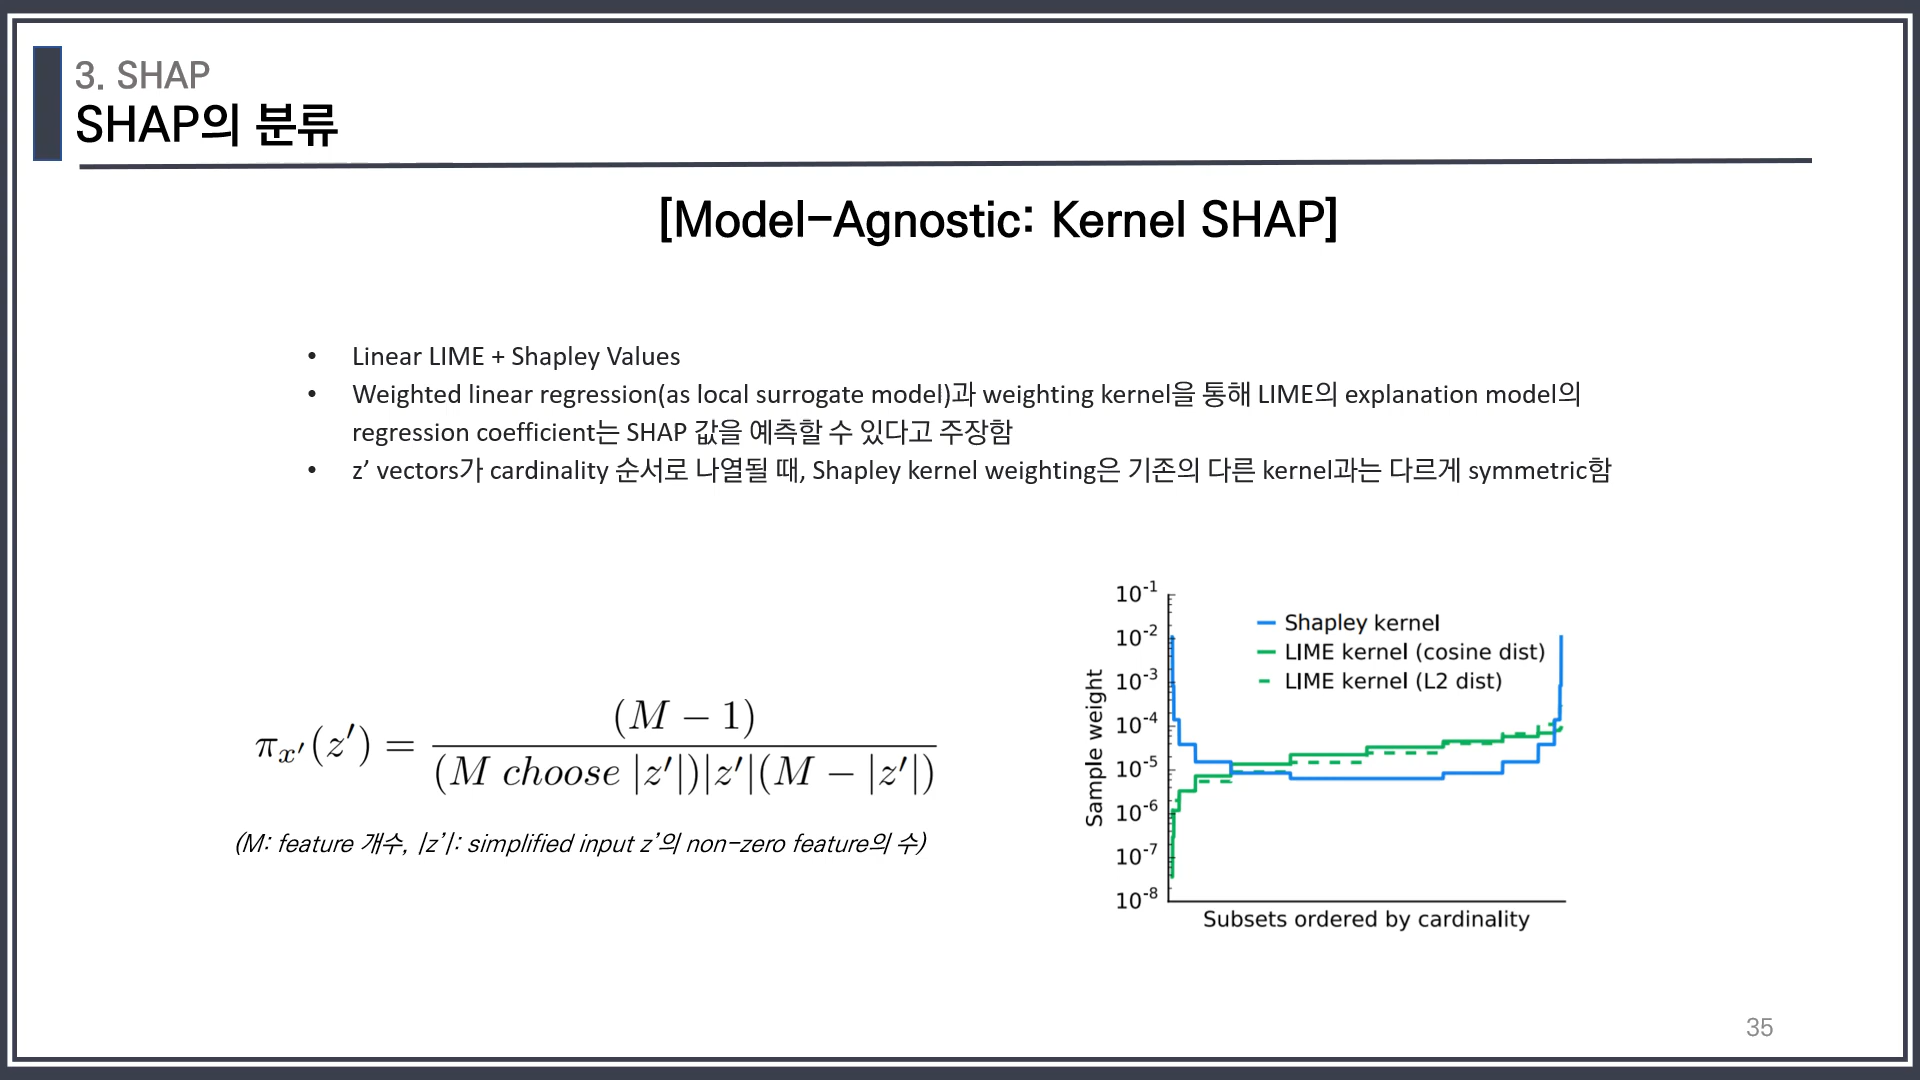 3. SHAP
SHAP의 분류
[Model-Agnostic: Kernel SHAP]
• Linear LIME + Shapley Values
• Weighted linear regression(as local surrogate model)과 weighting kernel을 통해 LIME의 explanation model의
regression coefficient는 SHAP 값을 예측할 수 있다고 주장함
• z’ vectors가 cardinality 순서로 나열될 때, Shapley kernel weighting은 기존의 다른 kernel과는 다르게 symmetric함
π_{x′}(z′) = (M − 1) / ((M choose |z′|)|z′|(M − |z′|))
(M: feature 개수, |z’|: simplified input z’의 non-zero feature의 수)
Sample weight
10^-1
10^-2
10^-3
10^-4
10^-5
10^-6
10^-7
10^-8
Shapley kernel
LIME kernel (cosine dist)
LIME kernel (L2 dist)
Subsets ordered by cardinality
35